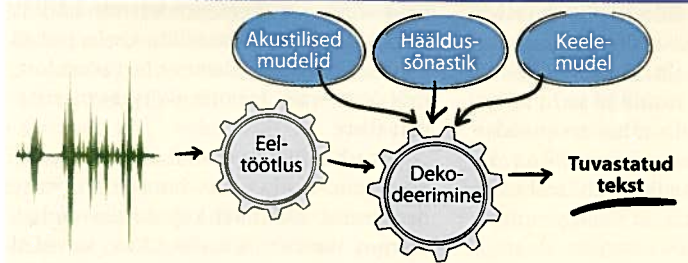 Akustilised
mudelid
Hääldus-
sõnastik
Keele-
mudel
Eel-
töötlus
Deko-
deerimine
Tuvastatud
tekst